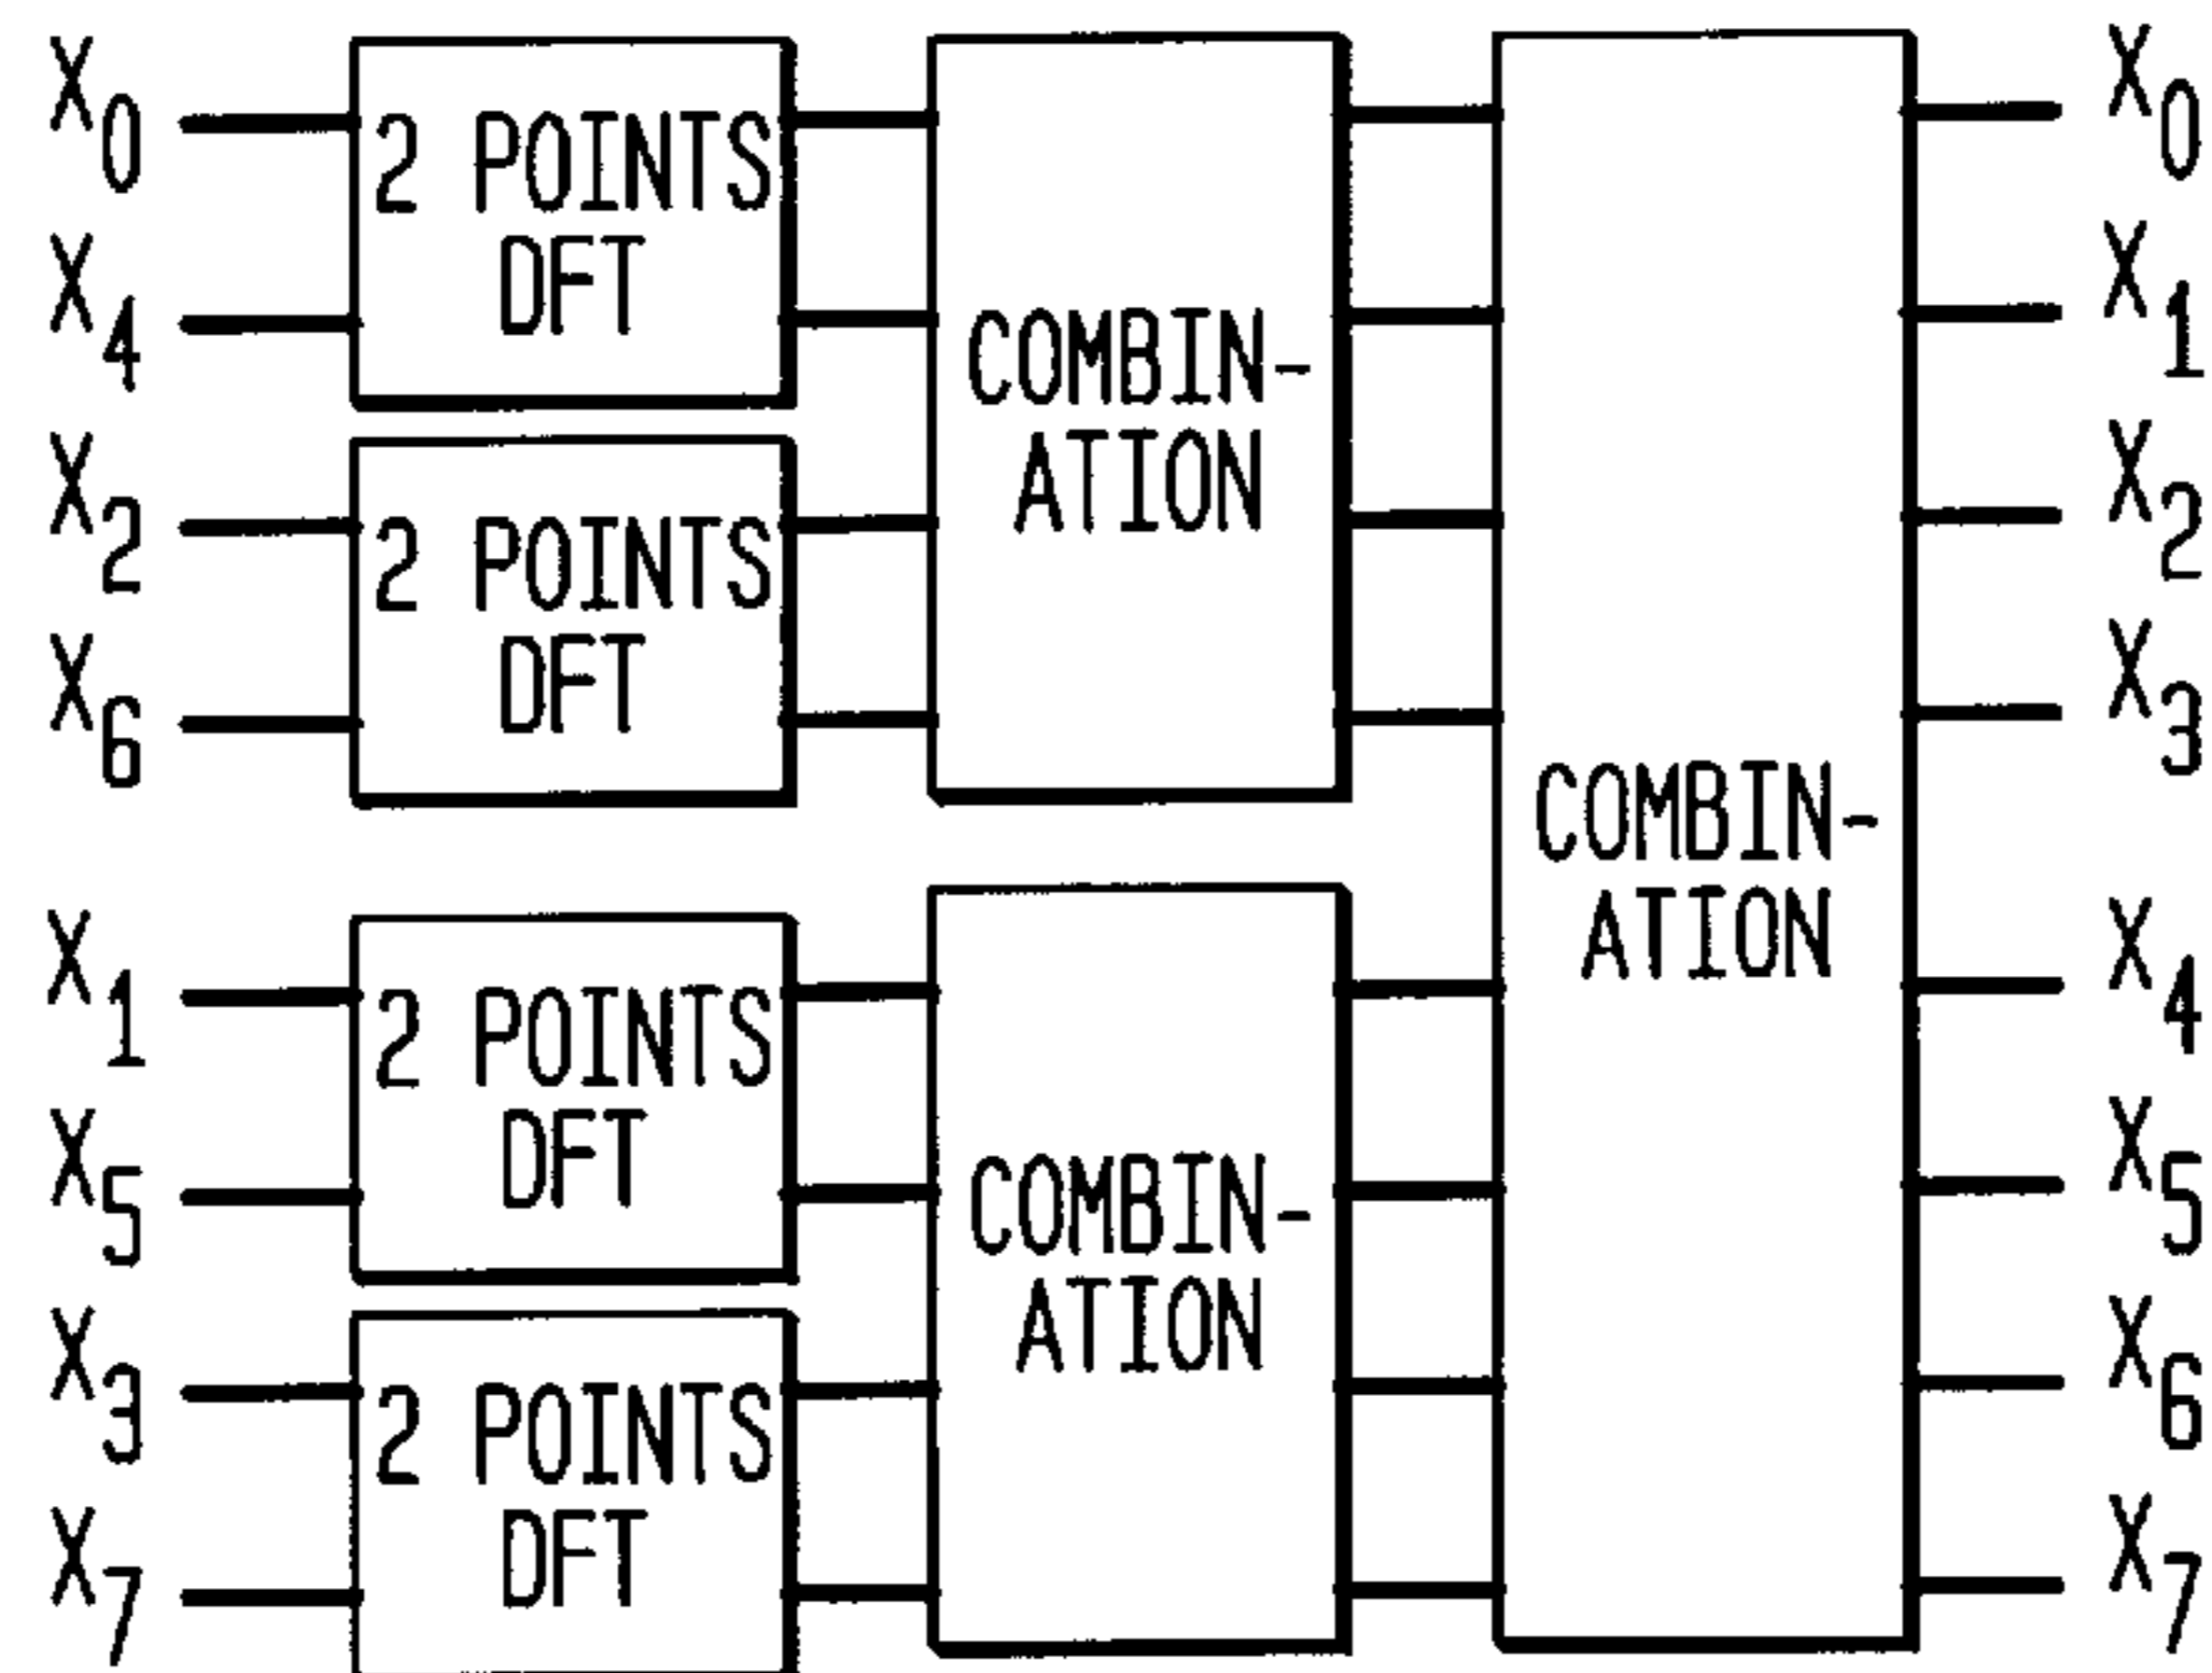 X0
X4
X2
X6
X1
X5
X3
X7
2 POINTS
DFT
2 POINTS
DFT
2 POINTS
DFT
2 POINTS
DFT
COMBIN-
ATION
COMBIN-
ATION
COMBIN-
ATION
X0
X1
X2
X3
X4
X5
X6
X7